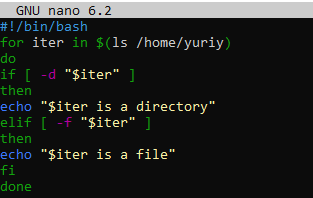 GNU nano 6.2
#!/bin/bash
for iter in $(ls /home/yuriy)
do
if [ -d "$iter" ]
then
echo "$iter is a directory"
elif [ -f "$iter" ]
then
echo "$iter is a file"
fi
done